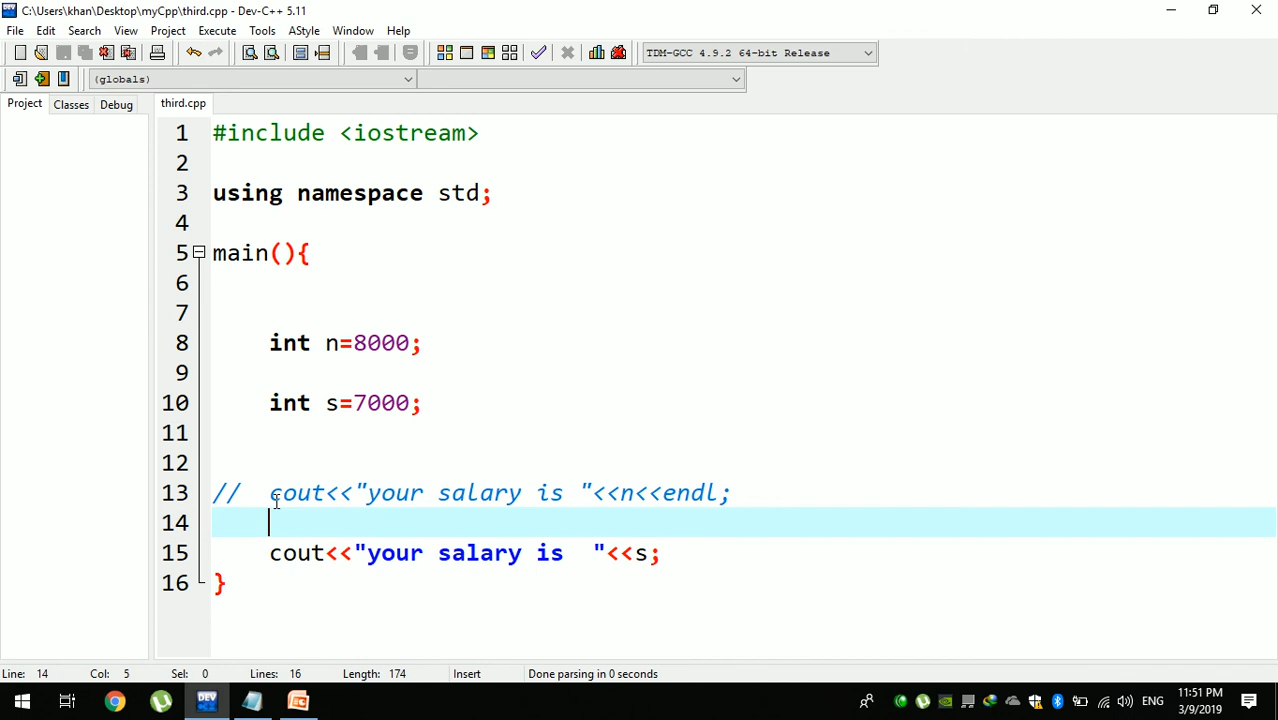 C:\Users\khan\Desktop\myCpp\third.cpp - Dev-C++ 5.11
File Edit Search View Project Execute Tools AStyle Window Help
TDM-GCC 4.9.2 64-bit Release
(globals)
Project Classes Debug third.cpp
1 #include <iostream>
2
3 using namespace std;
4
5 main(){
6
7
8 int n=8000;
9
10 int s=7000;
11
12
13 // cout<<"your salary is "<<n<<endl;
14
15 cout<<"your salary is  "<<s;
16 }
Line: 14 Col: 5 Sel: 0 Lines: 16 Length: 174 Insert Done parsing in 0 seconds
DEV ENG 11:51 PM
3/9/2019